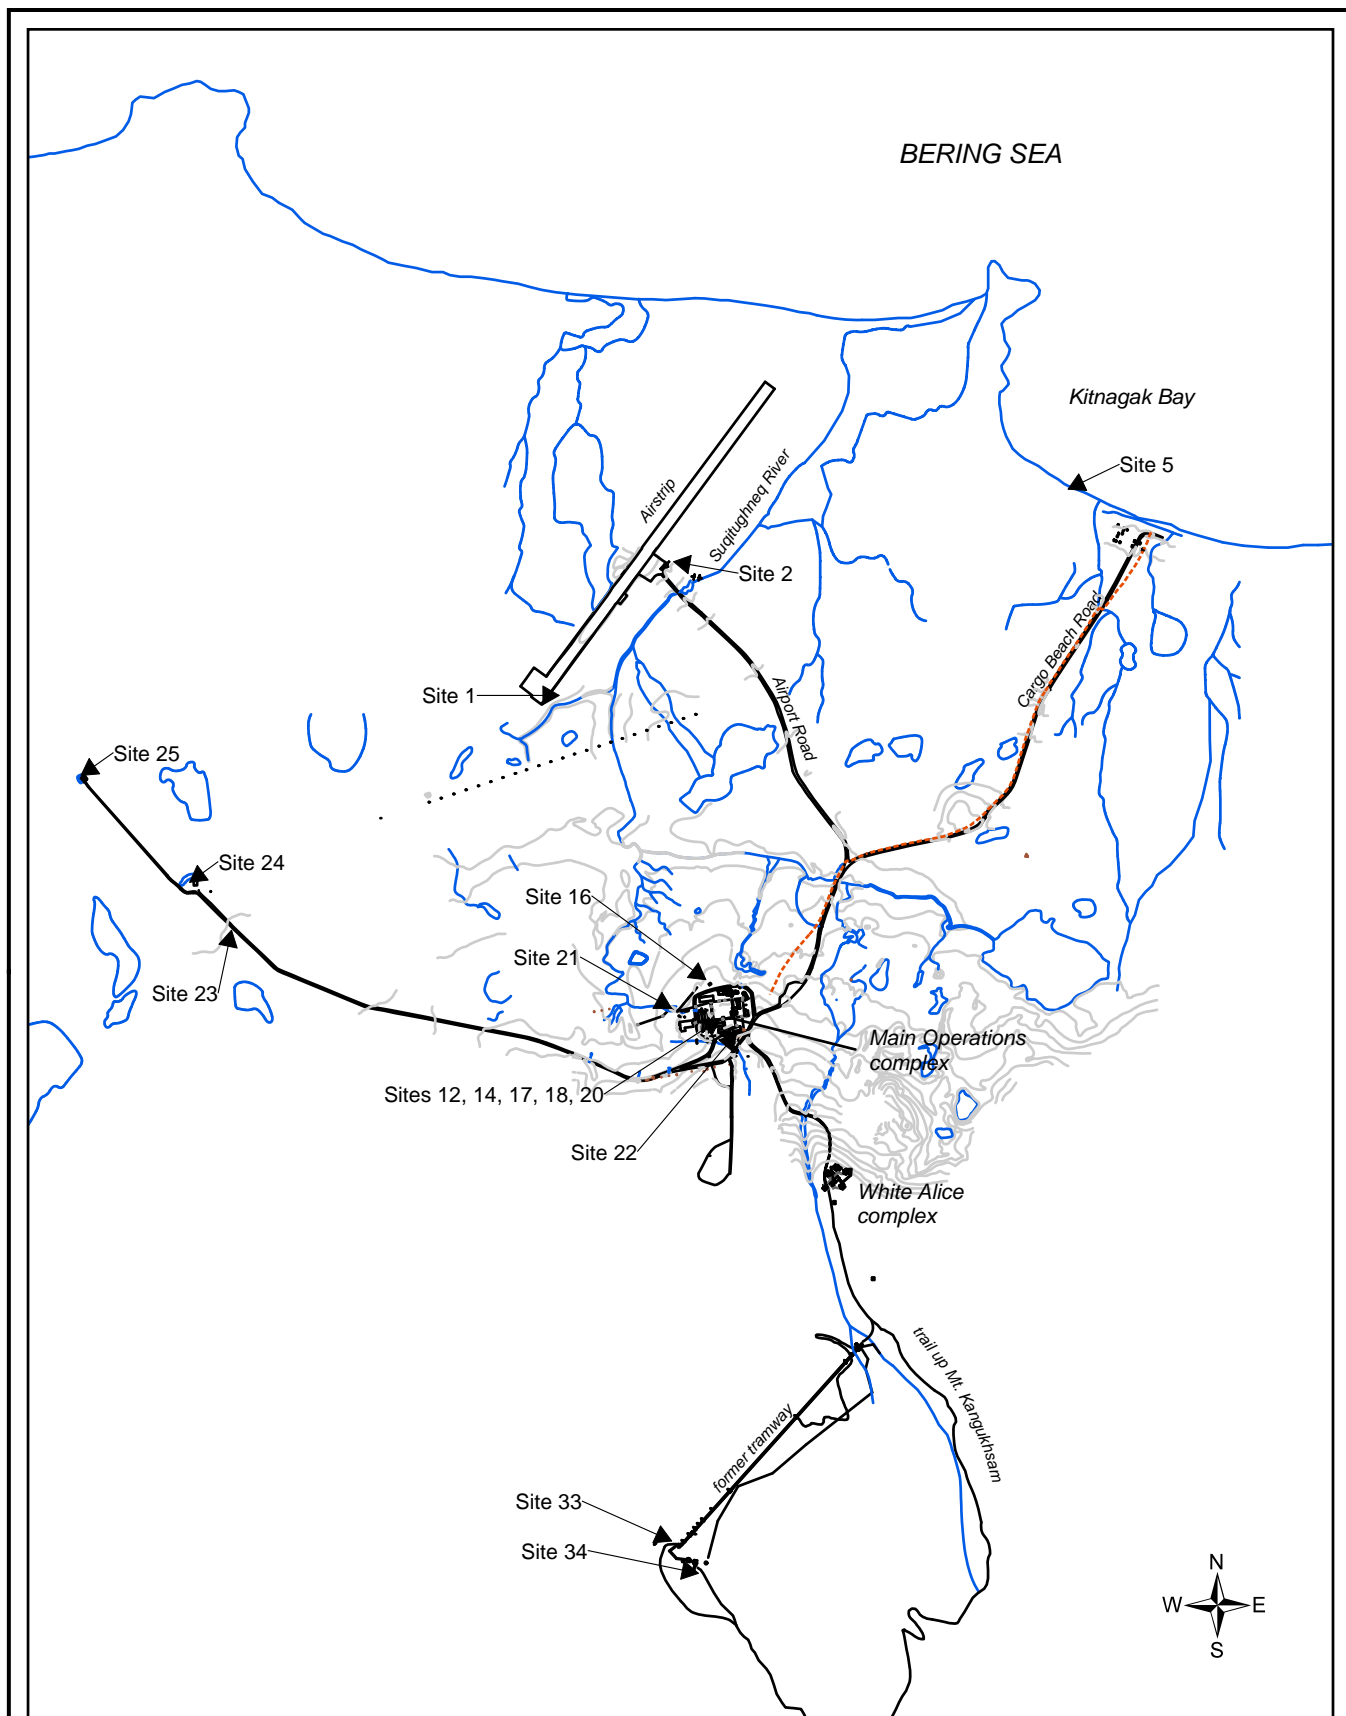 BERING SEA
Kitnagak Bay
Site 5
Airstrip
Suqitughneq River
Site 2
Cargo Beach Road
Site 1
Airport Road
Site 25
Site 24
Site 16
Site 21
Site 23
Main Operations
complex
Sites 12, 14, 17, 18, 20
Site 22
White Alice
complex
trail up Mt. Kangukhsam
former tramway
Site 33
Site 34
N
W E
S